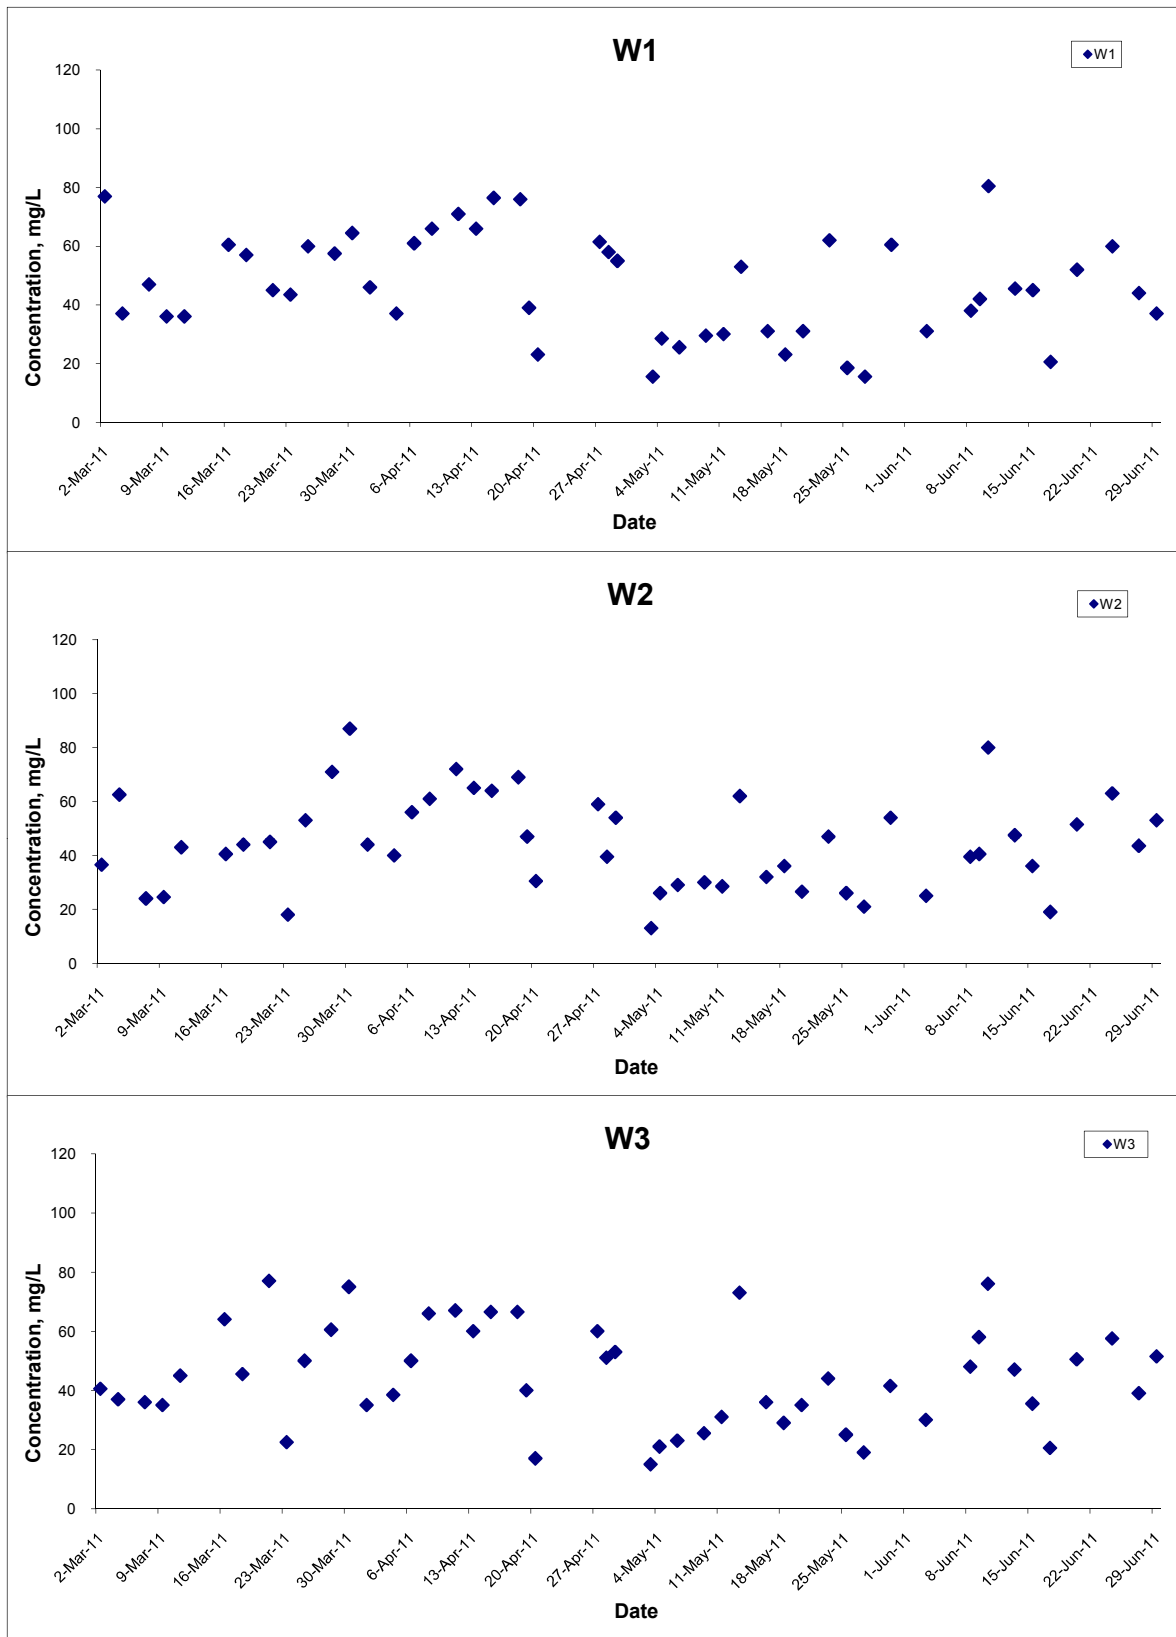 W1
W1
120
100
80
60
40
20
0
Concentration, mg/L
2-Mar-11
9-Mar-11
16-Mar-11
23-Mar-11
30-Mar-11
6-Apr-11
13-Apr-11
20-Apr-11
27-Apr-11
4-May-11
11-May-11
18-May-11
25-May-11
1-Jun-11
8-Jun-11
15-Jun-11
22-Jun-11
29-Jun-11
Date
W2
W2
120
100
80
60
40
20
0
Concentration, mg/L
2-Mar-11
9-Mar-11
16-Mar-11
23-Mar-11
30-Mar-11
6-Apr-11
13-Apr-11
20-Apr-11
27-Apr-11
4-May-11
11-May-11
18-May-11
25-May-11
1-Jun-11
8-Jun-11
15-Jun-11
22-Jun-11
29-Jun-11
Date
W3
W3
120
100
80
60
40
20
0
Concentration, mg/L
2-Mar-11
9-Mar-11
16-Mar-11
23-Mar-11
30-Mar-11
6-Apr-11
13-Apr-11
20-Apr-11
27-Apr-11
4-May-11
11-May-11
18-May-11
25-May-11
1-Jun-11
8-Jun-11
15-Jun-11
22-Jun-11
29-Jun-11
Date